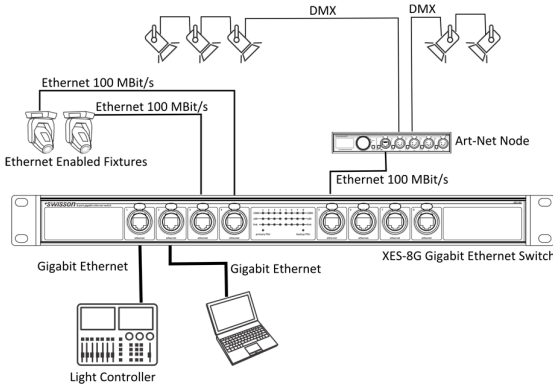 DMX
DMX
Ethernet 100 MBit/s
Ethernet 100 MBit/s
Ethernet Enabled Fixtures
Art-Net Node
Ethernet 100 MBit/s
swisson
XES-8G Gigabit Ethernet Switch
Gigabit Ethernet
Gigabit Ethernet
Light Controller